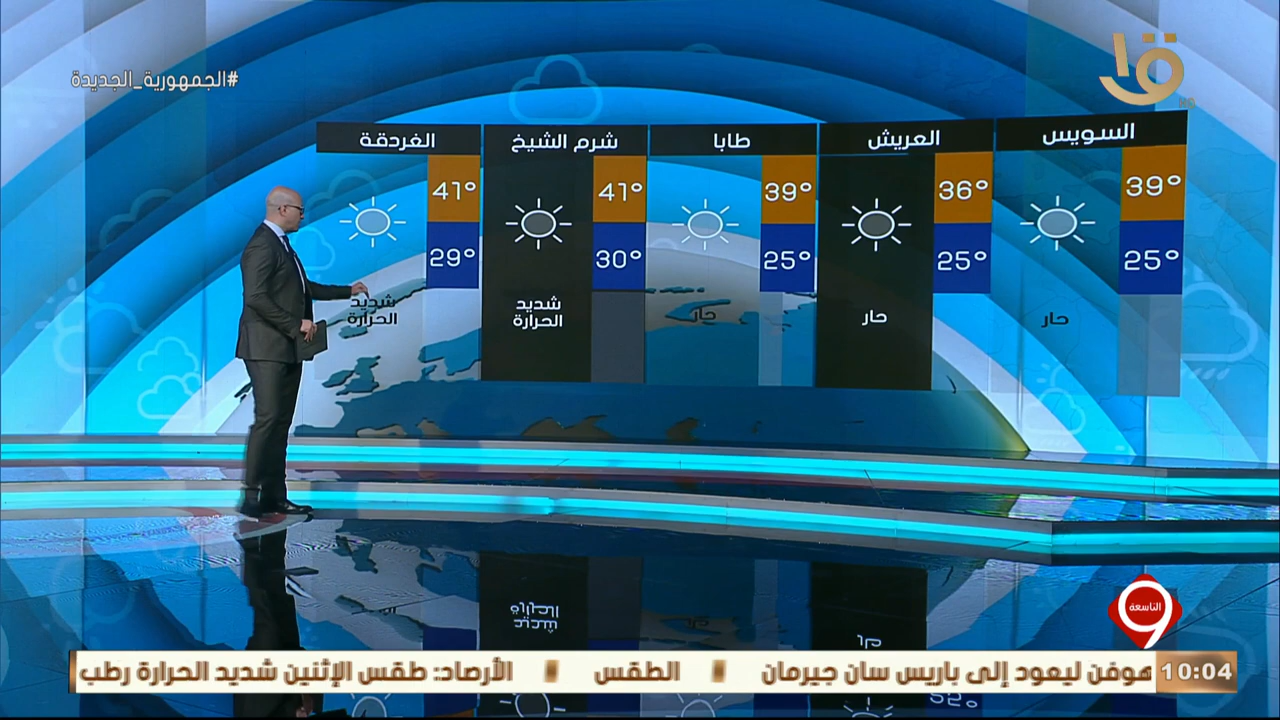 #الجمهورية_الجديدة
السويس
39°
25°
حار
العريش
36°
25°
حار
طابا
39°
25°
حار
شرم الشيخ
41°
30°
شديد
الحرارة
الغردقة
41°
29°
شديد
الحرارة
التاسعة
9
10:04
هوفن ليعود إلى باريس سان جيرمان
الطقس
الأرصاد: طقس الإثنين شديد الحرارة رطب